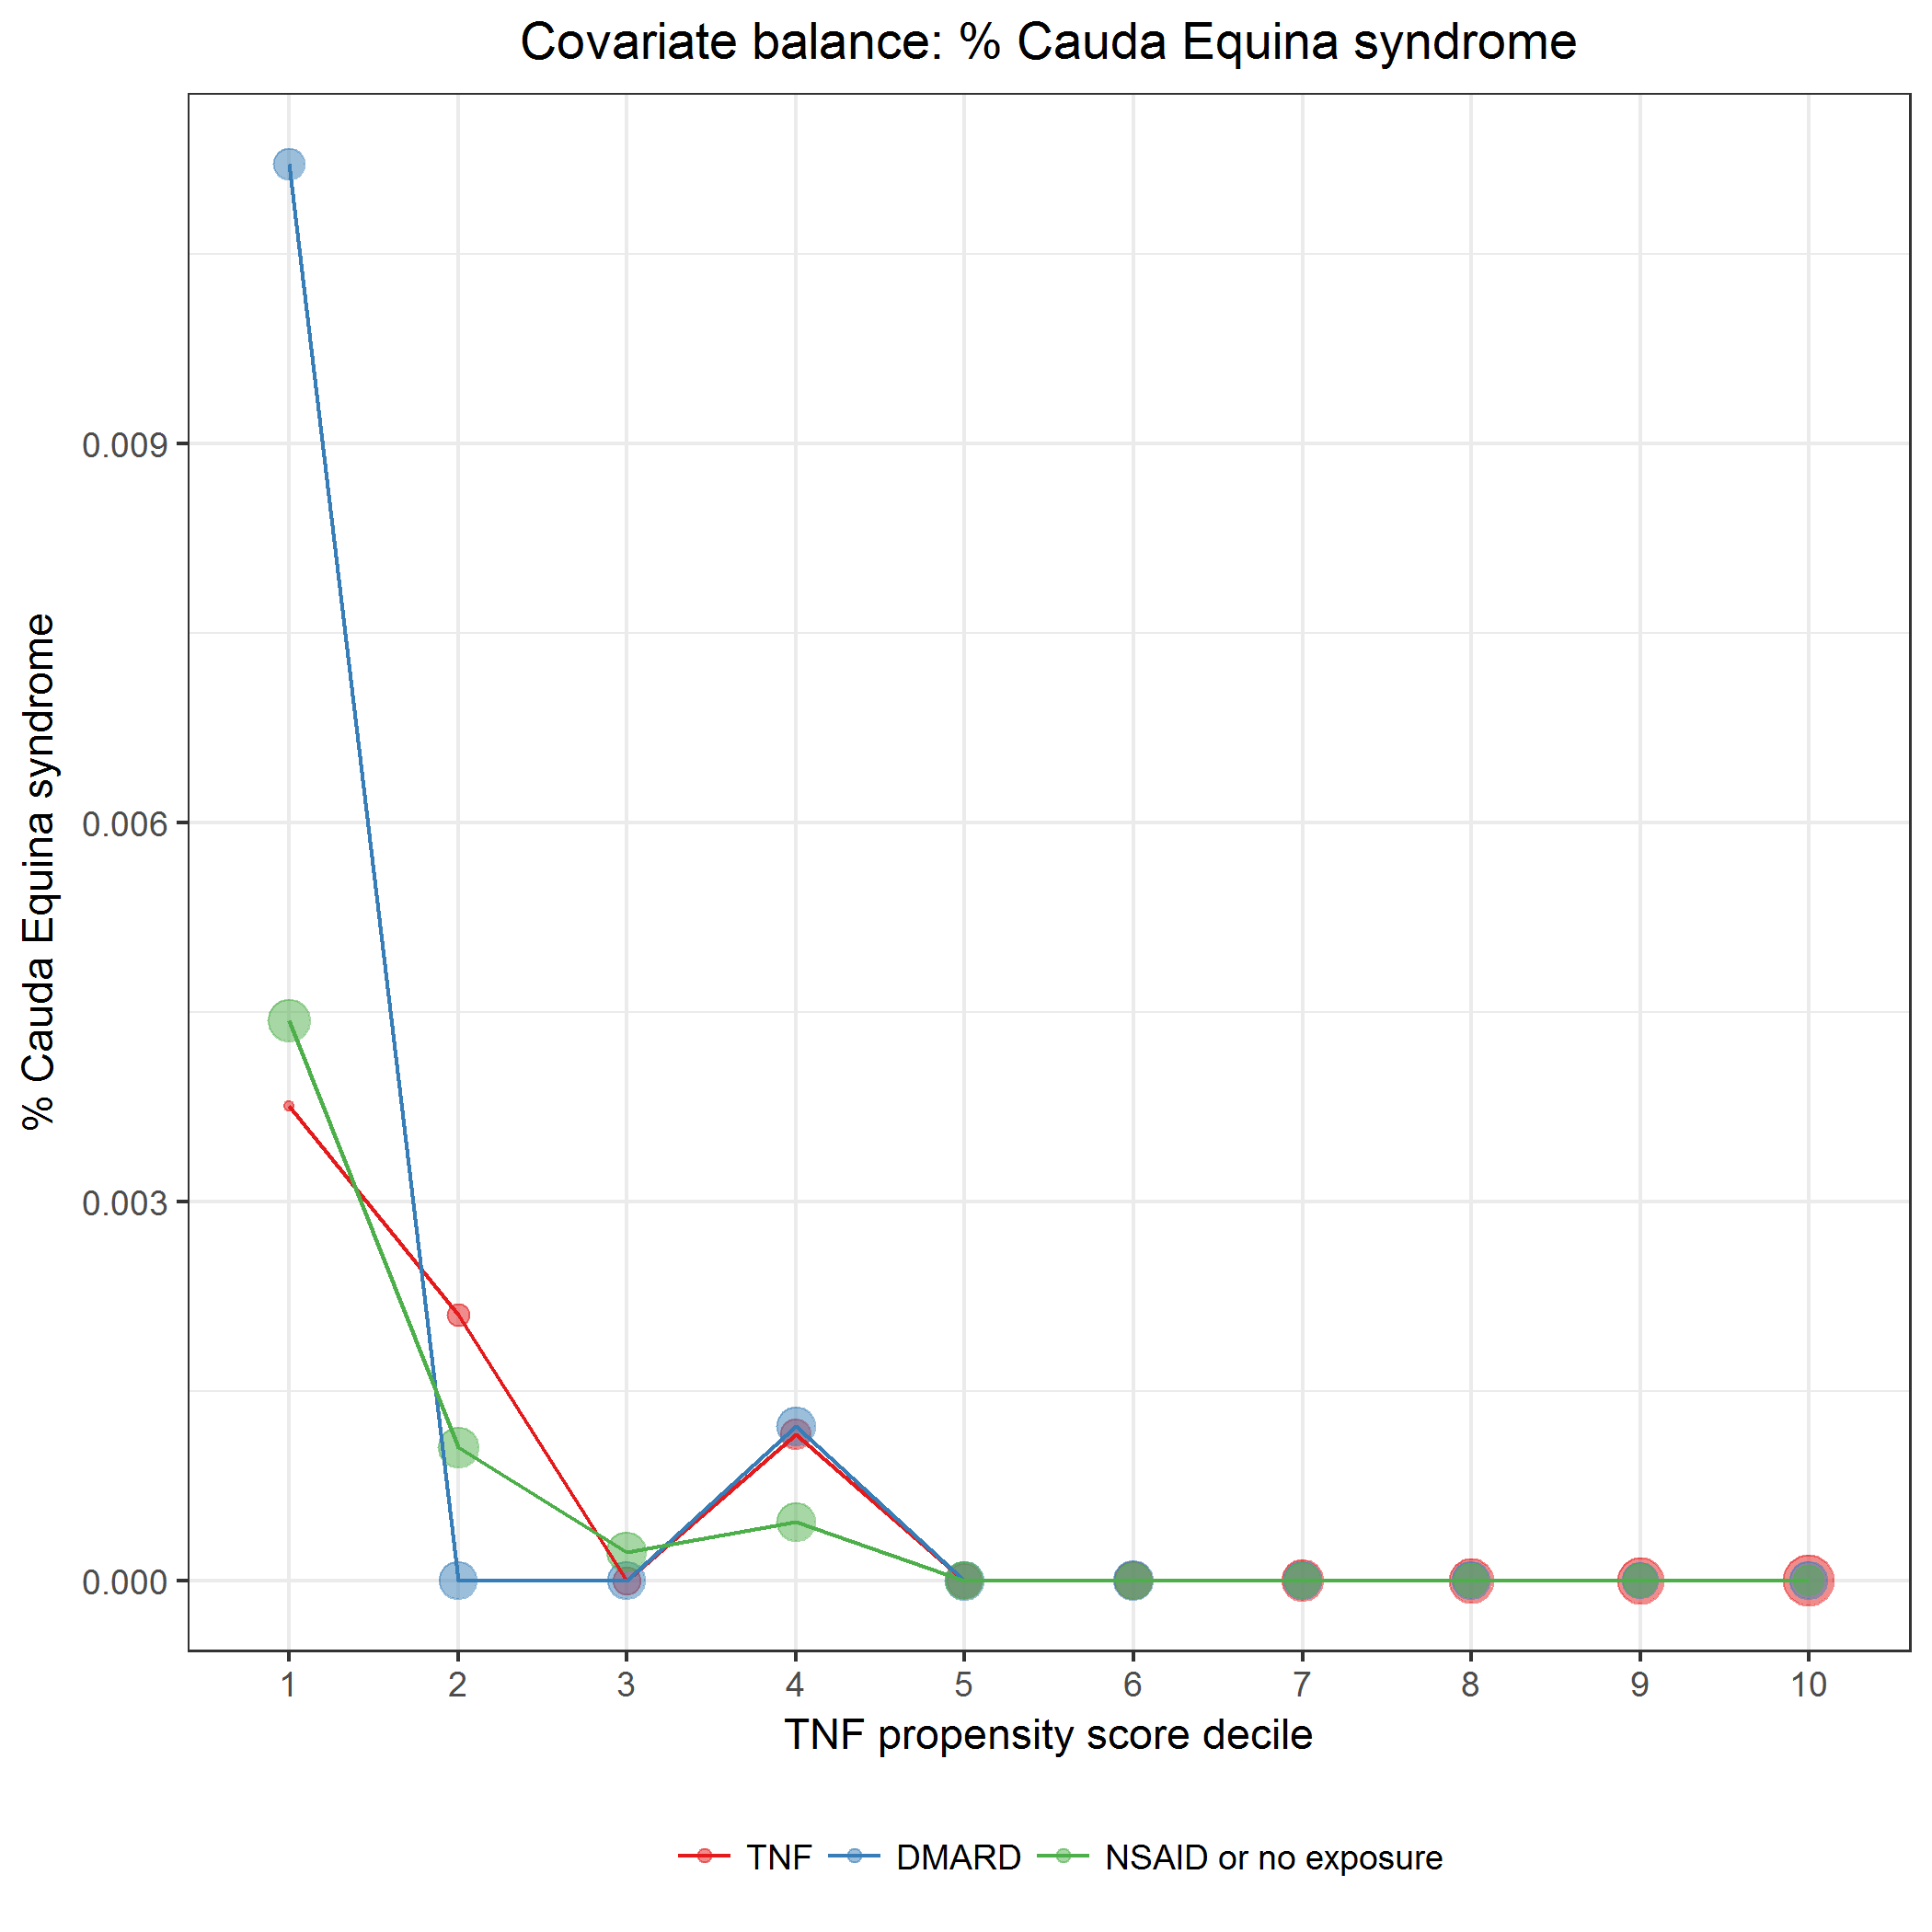 Covariate balance: % Cauda Equina syndrome
% Cauda Equina syndrome
0.009
0.006
0.003
0.000
1 2 3 4 5 6 7 8 9 10
TNF propensity score decile
TNF DMARD NSAID or no exposure